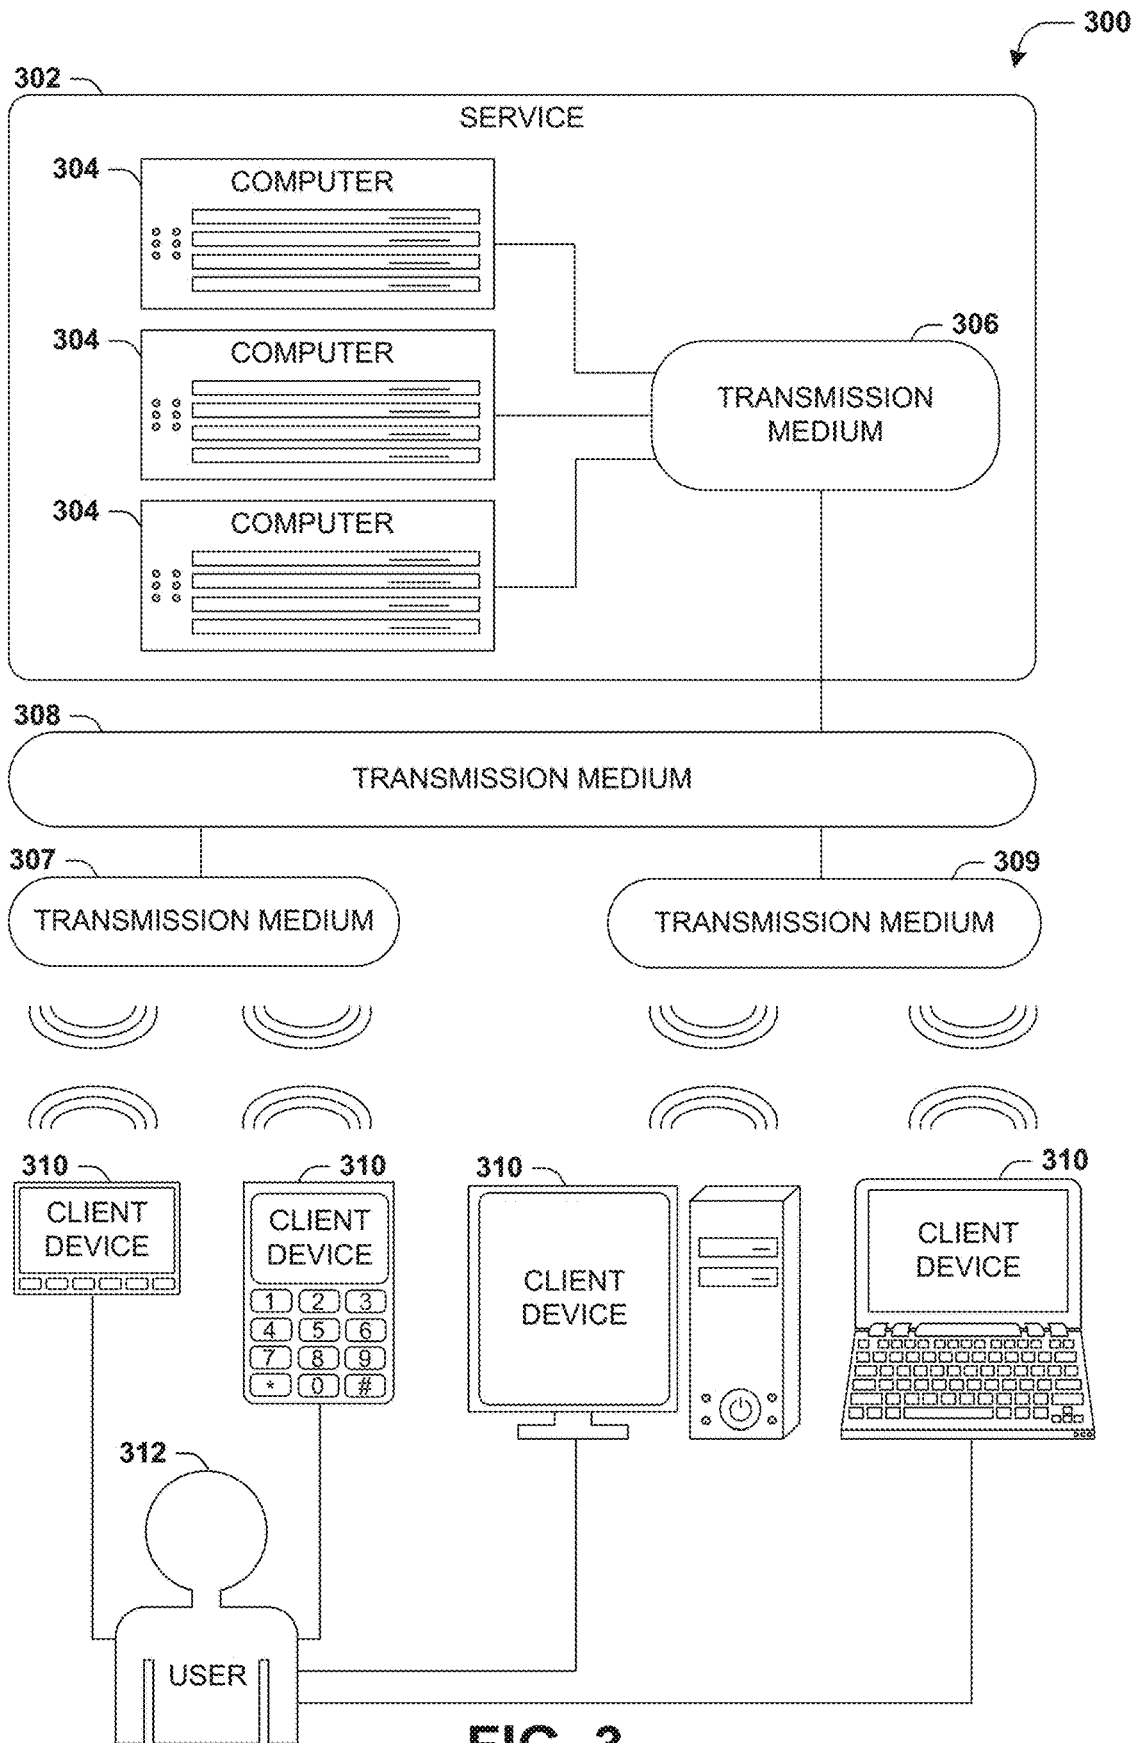 300
302
SERVICE
304
COMPUTER
304
COMPUTER
304
COMPUTER
306
TRANSMISSION
MEDIUM
308
TRANSMISSION MEDIUM
307
TRANSMISSION MEDIUM
309
TRANSMISSION MEDIUM
310
CLIENT
DEVICE
310
CLIENT
DEVICE
1 2 3
4 5 6
7 8 9
* 0 #
310
CLIENT
DEVICE
310
CLIENT
DEVICE
312
USER